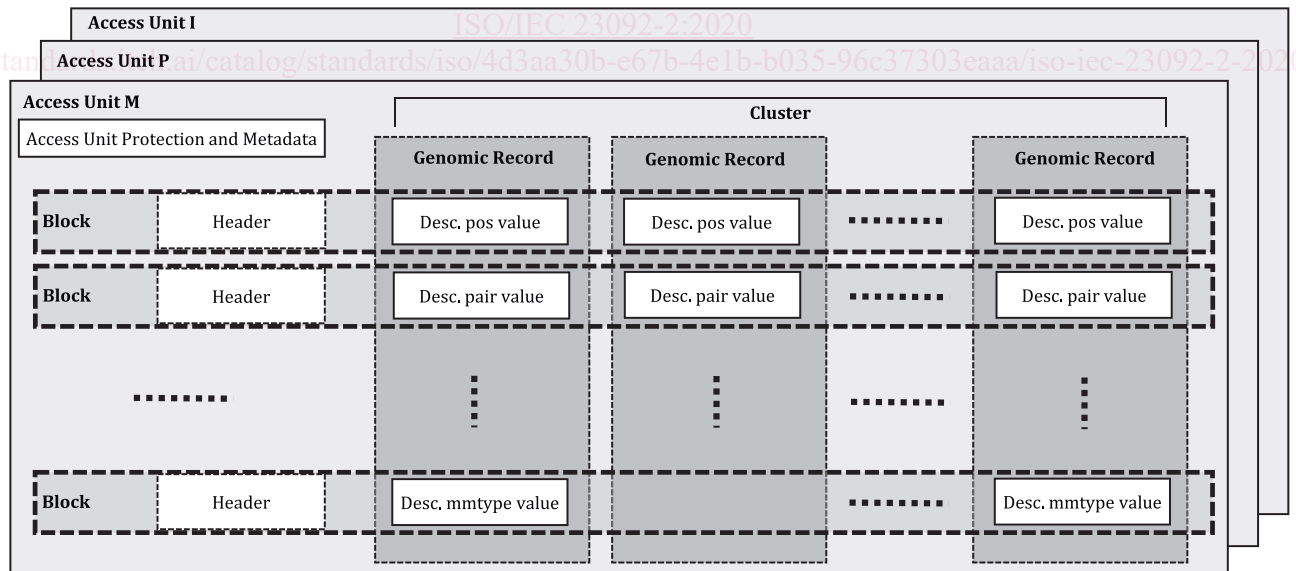 Access Unit I
ISO/IEC 23092-2:2020
Access Unit P
tandards.iteh.ai/catalog/standards/iso/4d3aa30b-e67b-4e1b-b035-96c37303eaaa/iso-iec-23092-2-2020
Access Unit M
Cluster
Access Unit Protection and Metadata
Genomic Record Genomic Record Genomic Record
Block Header Desc. pos value Desc. pos value Desc. pos value
Block Header Desc. pair value Desc. pair value Desc. pair value
Block Header Desc. mmtype value Desc. mmtype value